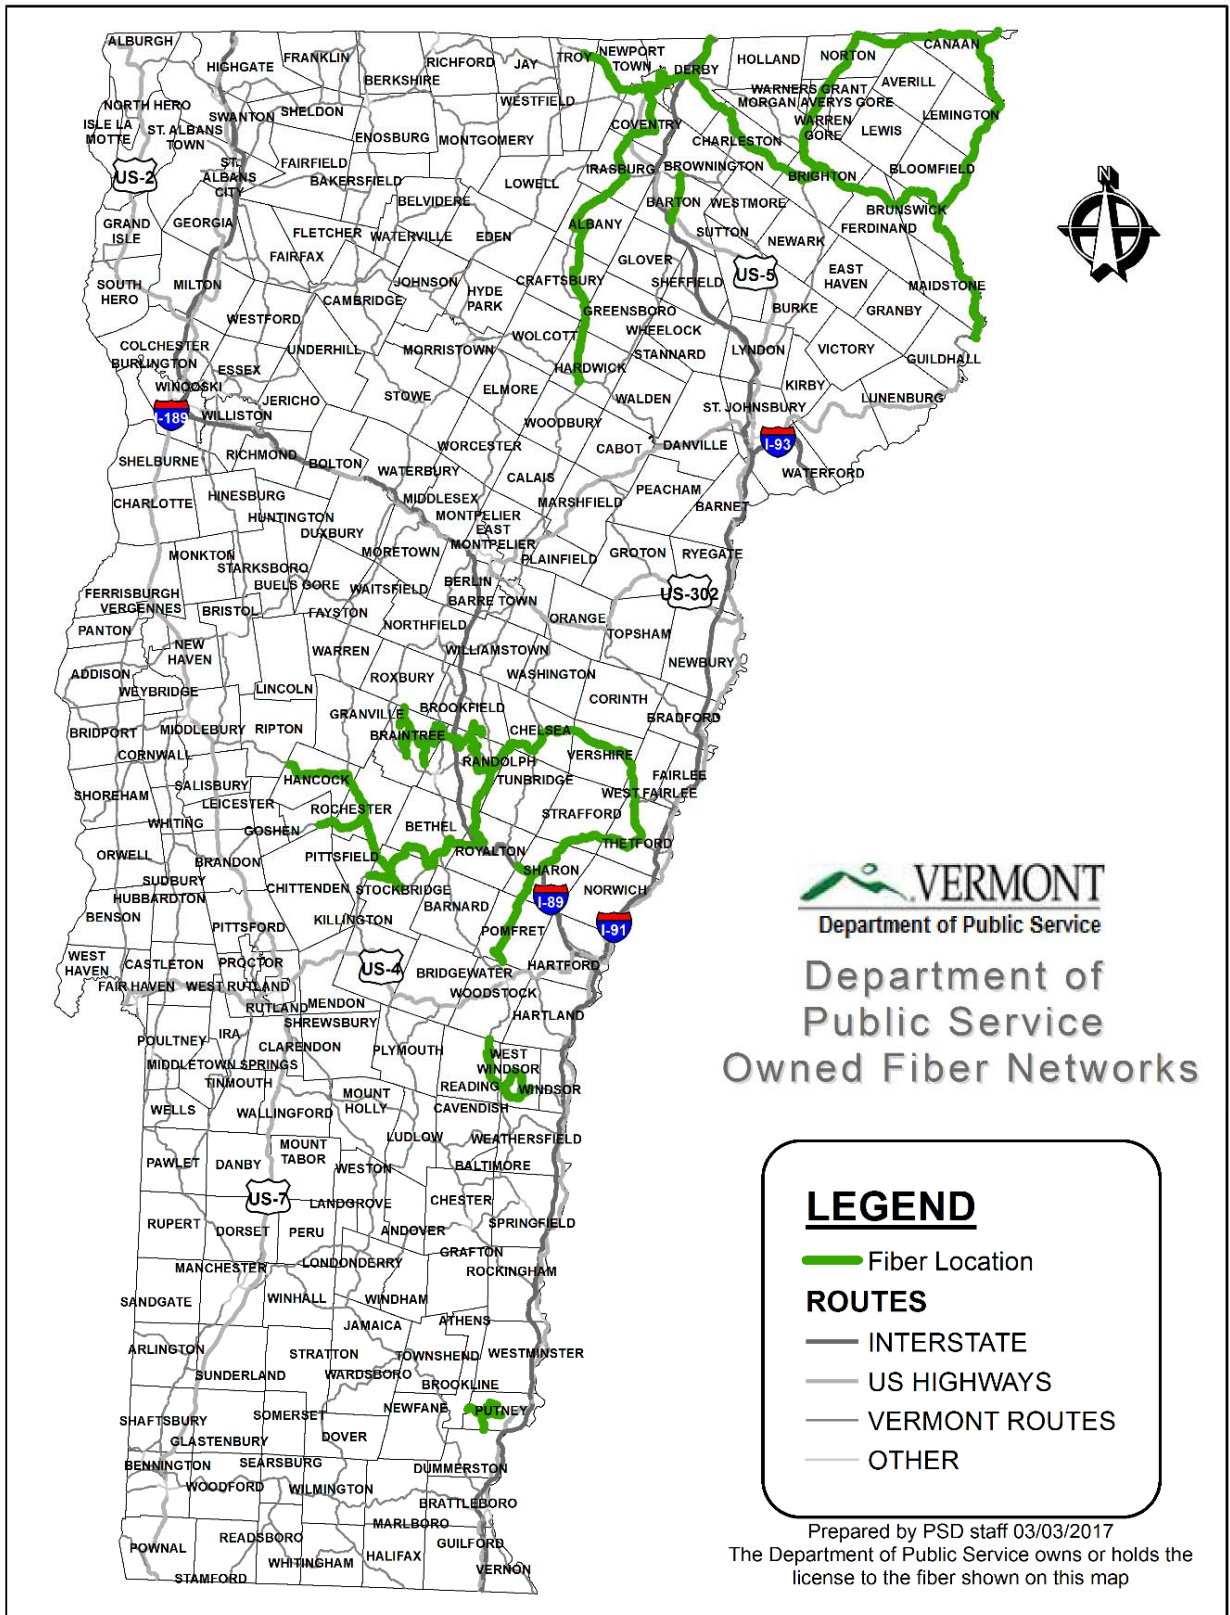 ALBURGH
HIGHGATE
FRANKLIN
BERKSHIRE
RICHFORD
JAY
TROY
NEWPORT
TOWN
DERBY
HOLLAND
NORTON
CANAAN
AVERILL
WARNERS GRANT
MORGAN
AVERYS GORE
WARREN
GORE
LEWIS
LEMINGTON
NORTH HERO
ISLE LA
MOTTE
ST. ALBANS
TOWN
SWANTON
SHELDON
ENOSBURG
MONTGOMERY
WESTFIELD
COVENTRY
CHARLESTON
US-2
ST.
ALBANS
CITY
FAIRFIELD
BAKERSFIELD
BELVIDERE
LOWELL
IRASBURG
BROWNINGTON
BRIGHTON
BLOOMFIELD
BARTON
WESTMORE
BRUNSWICK
FERDINAND
GRAND
ISLE
GEORGIA
FLETCHER
WATERVILLE
EDEN
ALBANY
SUTTON
NEWARK
FAIRFAX
GLOVER
US-5
EAST
HAVEN
SOUTH
HERO
MILTON
CAMBRIDGE
JOHNSON
HYDE
PARK
CRAFTSBURY
SHEFFIELD
MAIDSTONE
WESTFORD
GREENSBORO
BURKE
GRANBY
COLCHESTER
BURLINGTON
ESSEX
UNDERHILL
MORRISTOWN
WOLCOTT
WHEELOCK
STANNARD
LYNDON
VICTORY
GUILDHALL
WINOOSKI
JERICHO
STOWE
ELMORE
HARDWICK
WALDEN
KIRBY
LUNENBURG
I-189
WILLISTON
WOODBURY
ST. JOHNSBURY
SHELBURNE
RICHMOND
BOLTON
WATERBURY
WORCESTER
CABOT
DANVILLE
I-93
WATERFORD
CALAIS
CHARLOTTE
HINESBURG
HUNTINGTON
DUXBURY
MIDDLESEX
MONTPELIER
EAST
MONTPELIER
MARSHFIELD
PEACHAM
BARNET
MONKTON
STARKSBORO
MORETOWN
PLAINFIELD
GROTON
RYEGATE
BUELS GORE
WAITSFIELD
BERLIN
BARRE TOWN
US-302
FERRISBURGH
VERGENNES
BRISTOL
FAYSTON
NORTHFIELD
ORANGE
TOPSHAM
PANTON
NEW
HAVEN
WARREN
WILLIAMSTOWN
NEWBURY
ADDISON
WEYBRIDGE
LINCOLN
ROXBURY
WASHINGTON
CORINTH
GRANVILLE
BROOKFIELD
BRADFORD
BRIDPORT
MIDDLEBURY
RIPTON
BRAINTREE
CHELSEA
CORNWALL
RANDOLPH
VERSHIRE
SALISBURY
HANCOCK
TUNBRIDGE
FAIRLEE
WEST FAIRLEE
SHOREHAM
LEICESTER
ROCHESTER
STRAFFORD
WHITING
GOSHEN
BETHEL
THETFORD
ORWELL
BRANDON
PITTSFIELD
ROYALTON
SHARON
SUDBURY
HUBBARDTON
CHITTENDEN
STOCKBRIDGE
NORWICH
I-89
BENSON
BARNARD
PITTSFORD
KILLINGTON
POMFRET
I-91
WEST
HAVEN
CASTLETON
PROCTOR
US-4
BRIDGEWATER
HARTFORD
FAIR HAVEN
WEST RUTLAND
WOODSTOCK
RUTLAND
MENDON
HARTLAND
SHREWSBURY
POULTNEY
IRA
CLARENDON
PLYMOUTH
WEST
WINDSOR
MIDDLETOWN SPRINGS
TINMOUTH
READING
WINDSOR
WELLS
WALLINGFORD
MOUNT
HOLLY
CAVENDISH
LUDLOW
WEATHERSFIELD
PAWLET
DANBY
MOUNT
TABOR
WESTON
BALTIMORE
US-7
LANDGROVE
CHESTER
RUPERT
DORSET
PERU
ANDOVER
SPRINGFIELD
GRAFTON
MANCHESTER
LONDONDERRY
ROCKINGHAM
SANDGATE
WINHALL
WINDHAM
JAMAICA
ATHENS
ARLINGTON
STRATTON
TOWNSHEND
WESTMINSTER
SUNDERLAND
WARDSBORO
BROOKLINE
SHAFTSBURY
SOMERSET
NEWFANE
PUTNEY
GLASTENBURY
DOVER
BENNINGTON
SEARSBURG
DUMMERSTON
WOODFORD
WILMINGTON
BRATTLEBORO
MARLBORO
POWNAL
READSBORO
WHITINGHAM
HALIFAX
GUILFORD
STAMFORD
VERNON
N
VERMONT
Department of Public Service
Department of
Public Service
Owned Fiber Networks
LEGEND
Fiber Location
ROUTES
INTERSTATE
US HIGHWAYS
VERMONT ROUTES
OTHER
Prepared by PSD staff 03/03/2017
The Department of Public Service owns or holds the
license to the fiber shown on this map